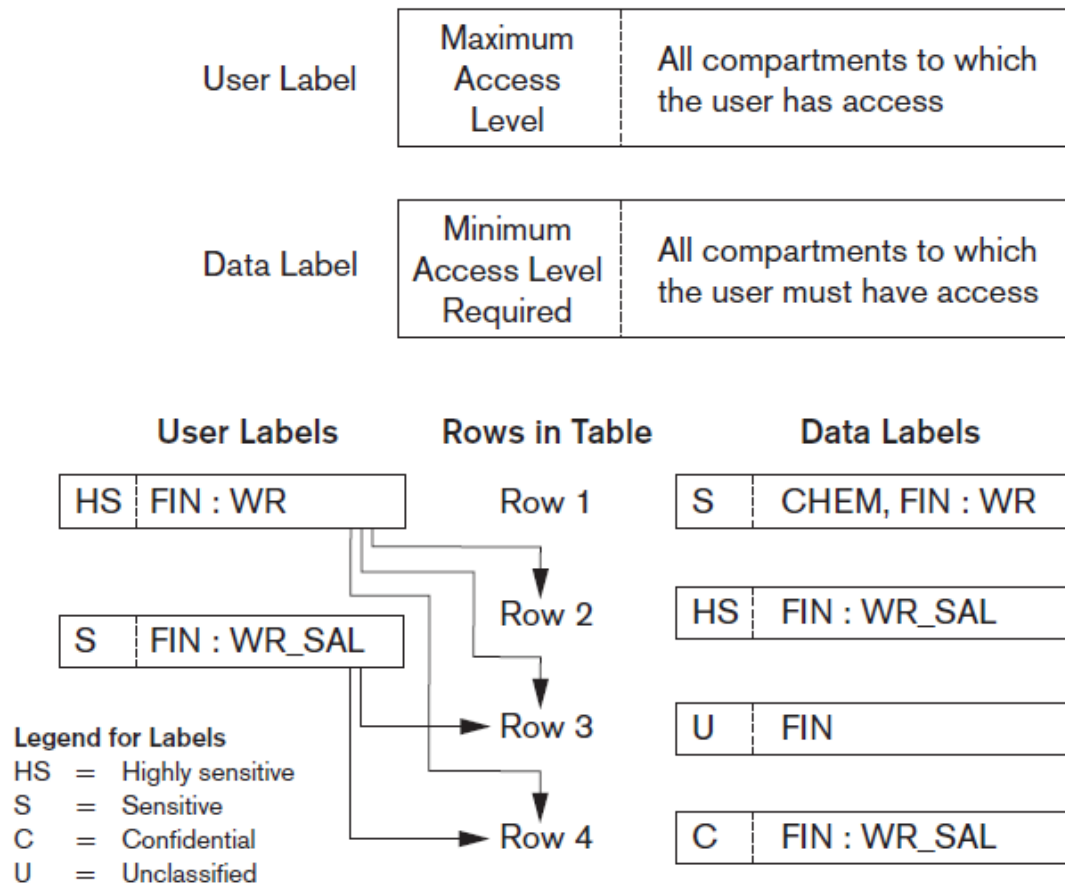 User Label
Maximum
Access
Level
All compartments to which
the user has access
Data Label
Minimum
Access Level
Required
All compartments to which
the user must have access
User Labels
Rows in Table
Data Labels
HS FIN : WR
Row 1
S CHEM, FIN : WR
Row 2
HS FIN : WR_SAL
S FIN : WR_SAL
Row 3
U FIN
Legend for Labels
HS = Highly sensitive
S = Sensitive
C = Confidential
U = Unclassified
Row 4
C FIN : WR_SAL